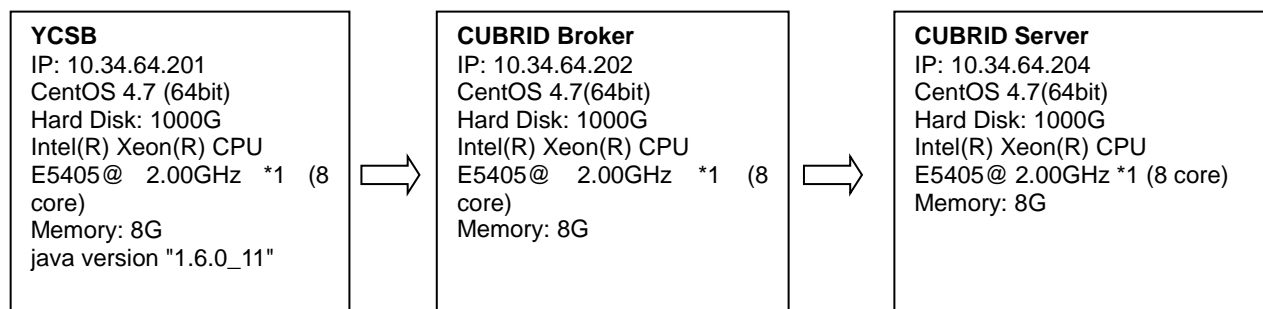 YCSB
IP: 10.34.64.201
CentOS 4.7 (64bit)
Hard Disk: 1000G
Intel(R) Xeon(R) CPU
E5405@ 2.00GHz *1 (8
core)
Memory: 8G
java version "1.6.0_11"
CUBRID Broker
IP: 10.34.64.202
CentOS 4.7(64bit)
Hard Disk: 1000G
Intel(R) Xeon(R) CPU
E5405@ 2.00GHz *1 (8
core)
Memory: 8G
CUBRID Server
IP: 10.34.64.204
CentOS 4.7(64bit)
Hard Disk: 1000G
Intel(R) Xeon(R) CPU
E5405@ 2.00GHz *1 (8 core)
Memory: 8G